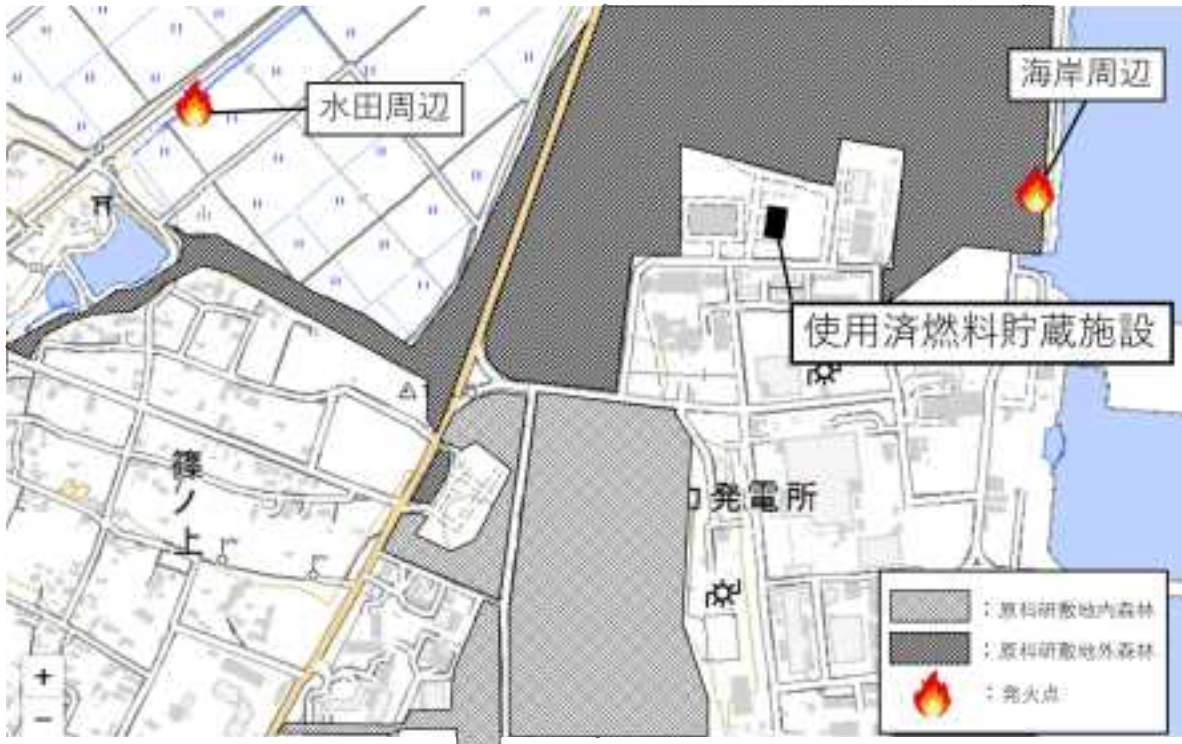 水田周辺
海岸周辺
使用済燃料貯蔵施設
篠ノ上
発電所
：原科研敷地内森林
：原科研敷地外森林
：発火点
+
−